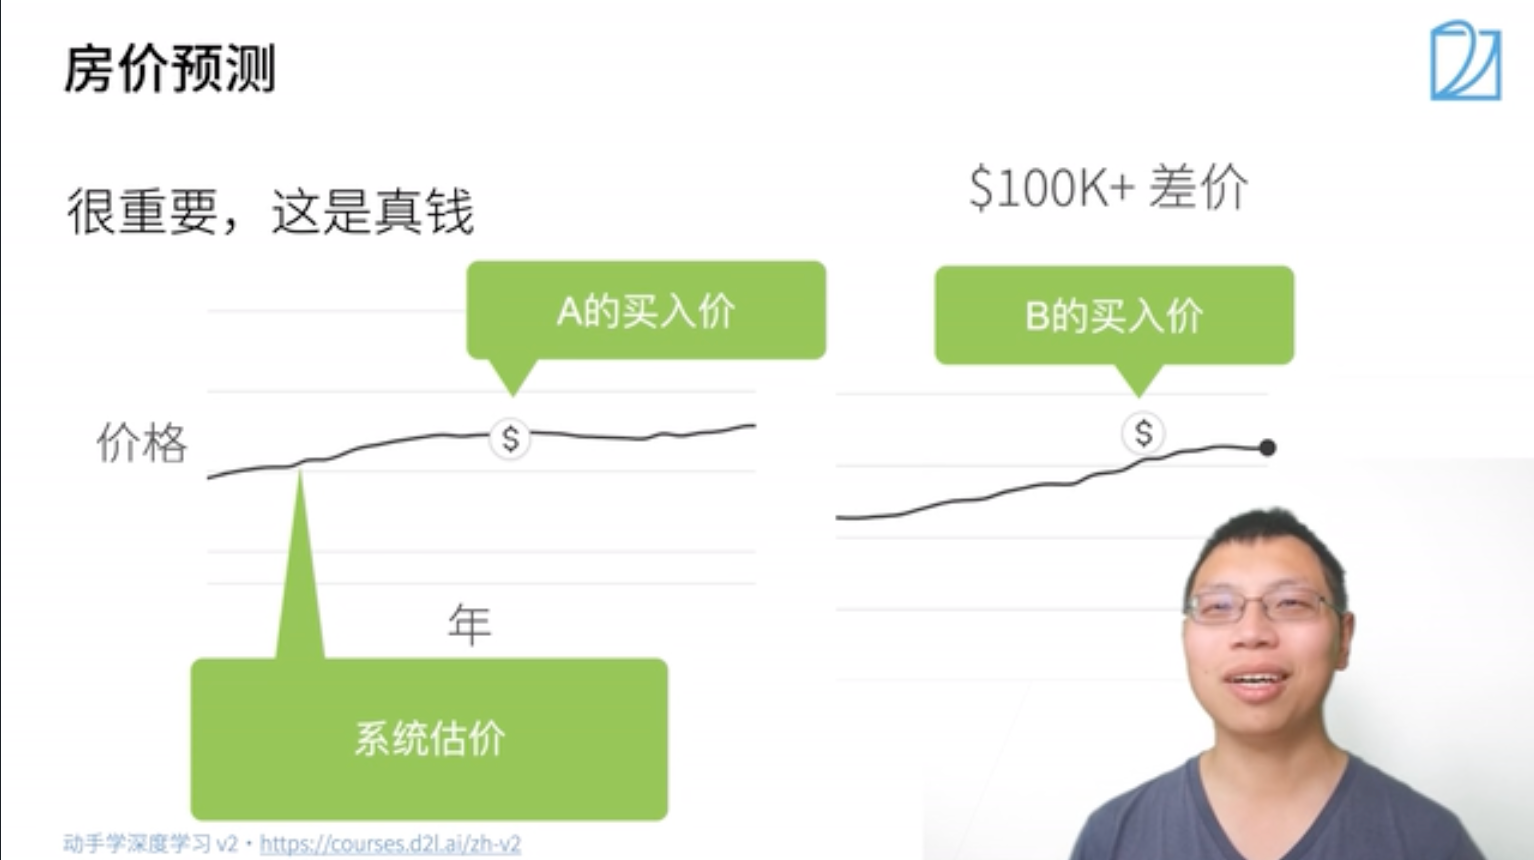 房价预测
很重要，这是真钱
$100K+ 差价
A的买入价
B的买入价
$
$
价格
年
系统估价
动手学深度学习 v2 · https://courses.d2l.ai/zh-v2